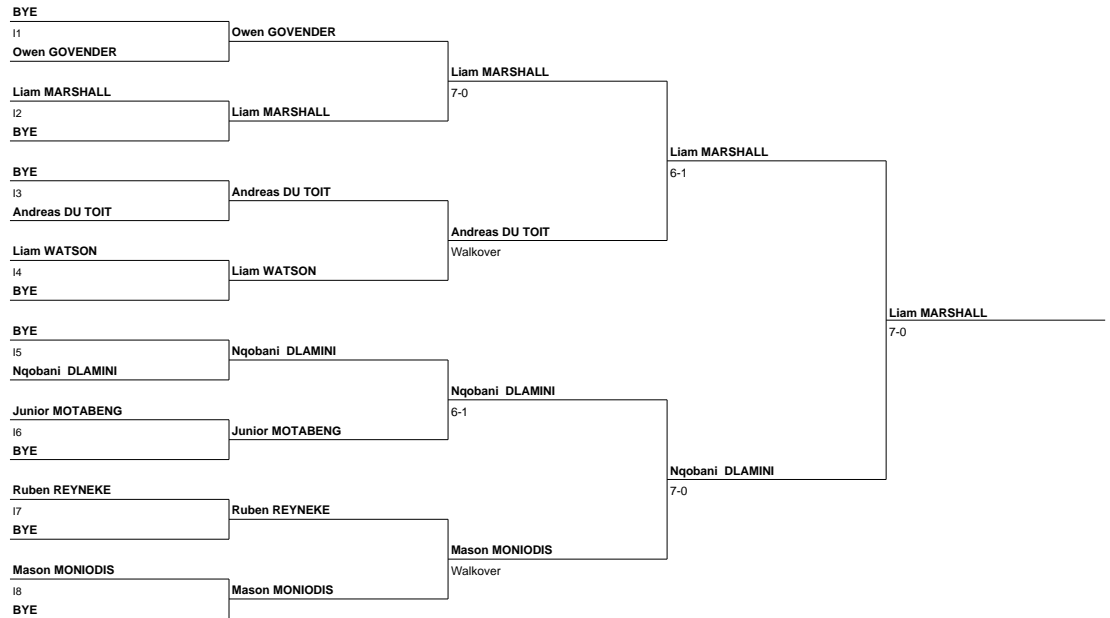 BYE
I1
Owen GOVENDER
Liam MARSHALL
I2
BYE
BYE
I3
Andreas DU TOIT
Liam WATSON
I4
BYE
BYE
I5
Nqobani  DLAMINI
Junior MOTABENG
I6
BYE
Ruben REYNEKE
I7
BYE
Mason MONIODIS
I8
BYE
Owen GOVENDER
Liam MARSHALL
Andreas DU TOIT
Liam WATSON
Nqobani  DLAMINI
Junior MOTABENG
Ruben REYNEKE
Mason MONIODIS
Liam MARSHALL
7-0
Andreas DU TOIT
Walkover
Nqobani  DLAMINI
6-1
Mason MONIODIS
Walkover
Liam MARSHALL
6-1
Nqobani  DLAMINI
7-0
Liam MARSHALL
7-0